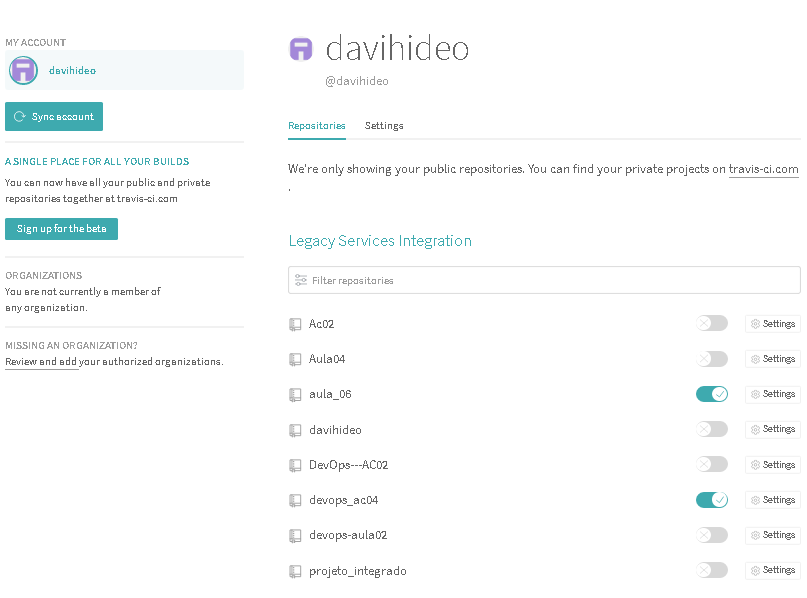 MY ACCOUNT
davihideo
Sync account
A SINGLE PLACE FOR ALL YOUR BUILDS
You can now have all your public and private
repositories together at travis-ci.com
Sign up for the beta
ORGANIZATIONS
You are not currently a member of
any organization.
MISSING AN ORGANIZATION?
Review and add your authorized organizations.
davihideo
@davihideo
Repositories Settings
We're only showing your public repositories. You can find your private projects on travis-ci.com
.
Legacy Services Integration
Filter repositories
Ac02 Settings
Aula04 Settings
aula_06 Settings
davihideo Settings
DevOps---AC02 Settings
devops_ac04 Settings
devops-aula02 Settings
projeto_integrado Settings